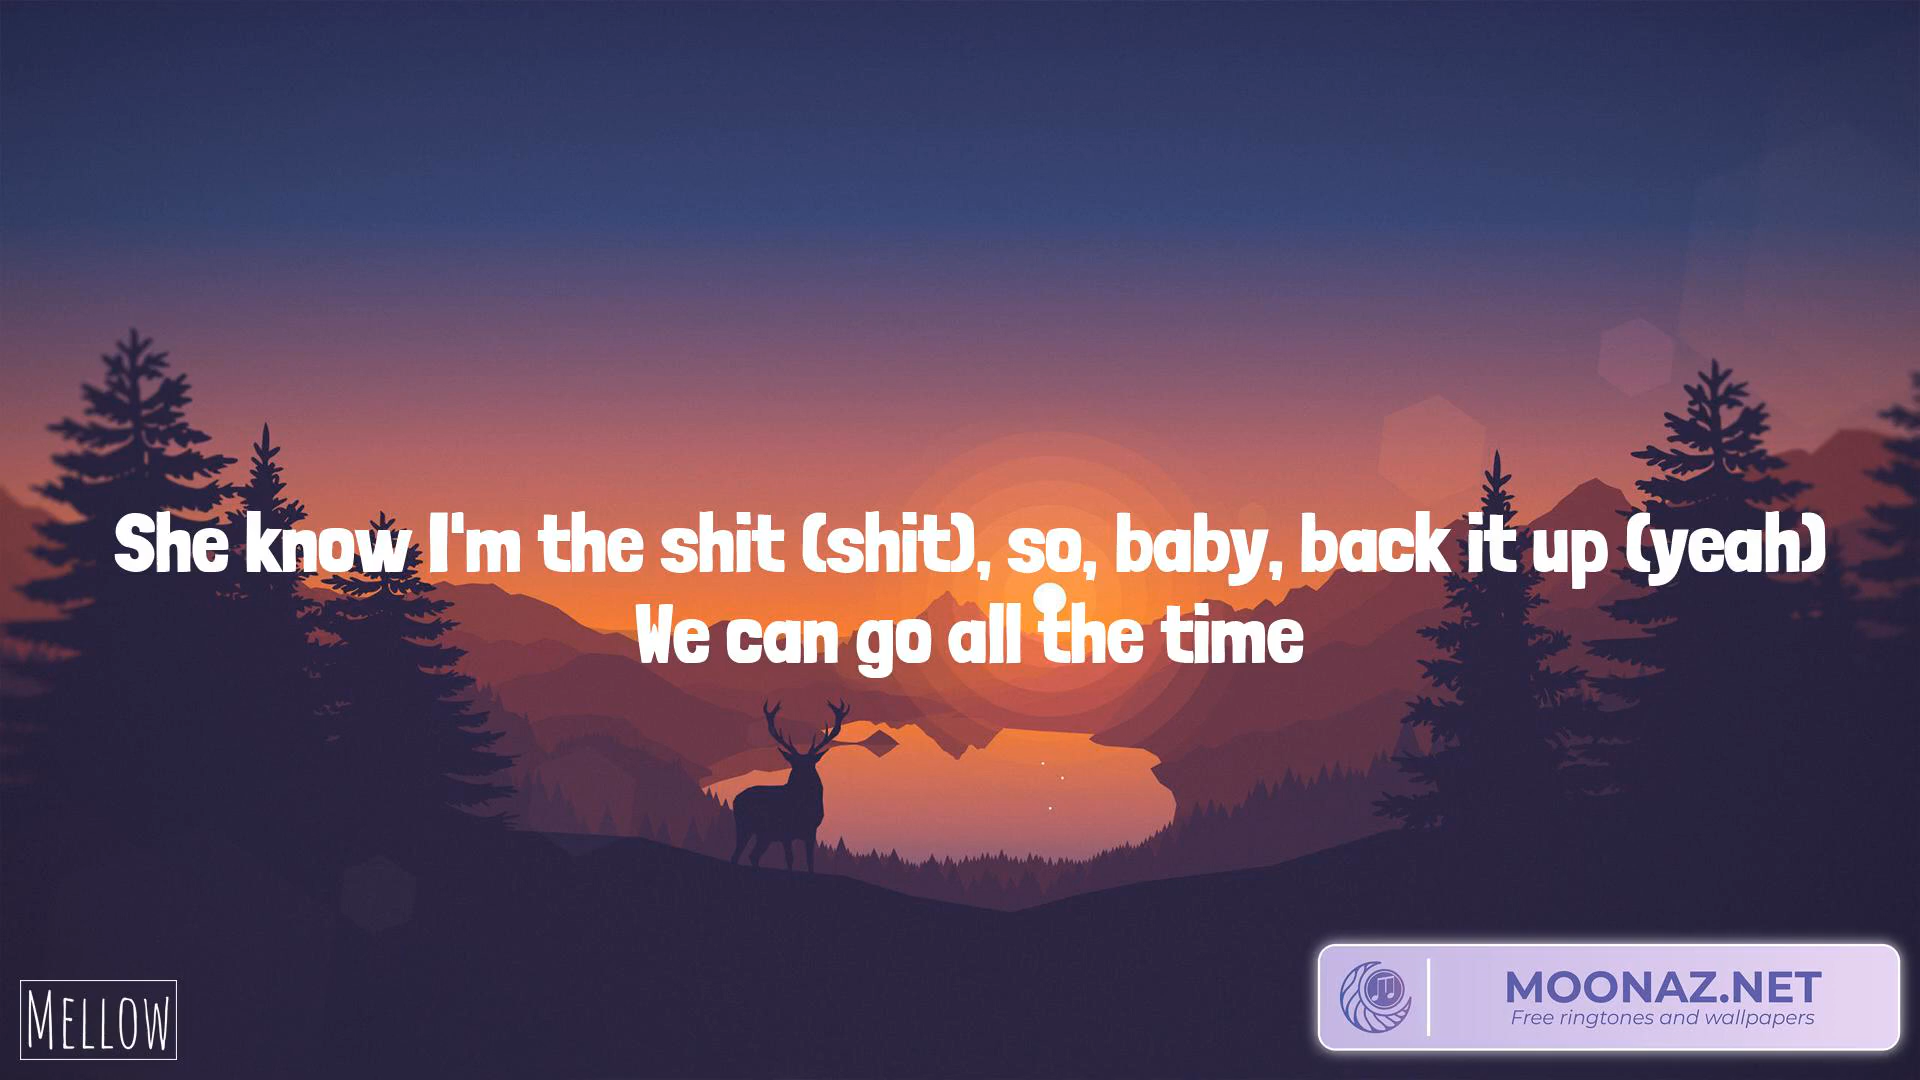 She know I'm the shit (shit), so, baby, back it up (yeah)
We can go all the time
MELLOW
MOONAZ.NET
Free ringtones and wallpapers